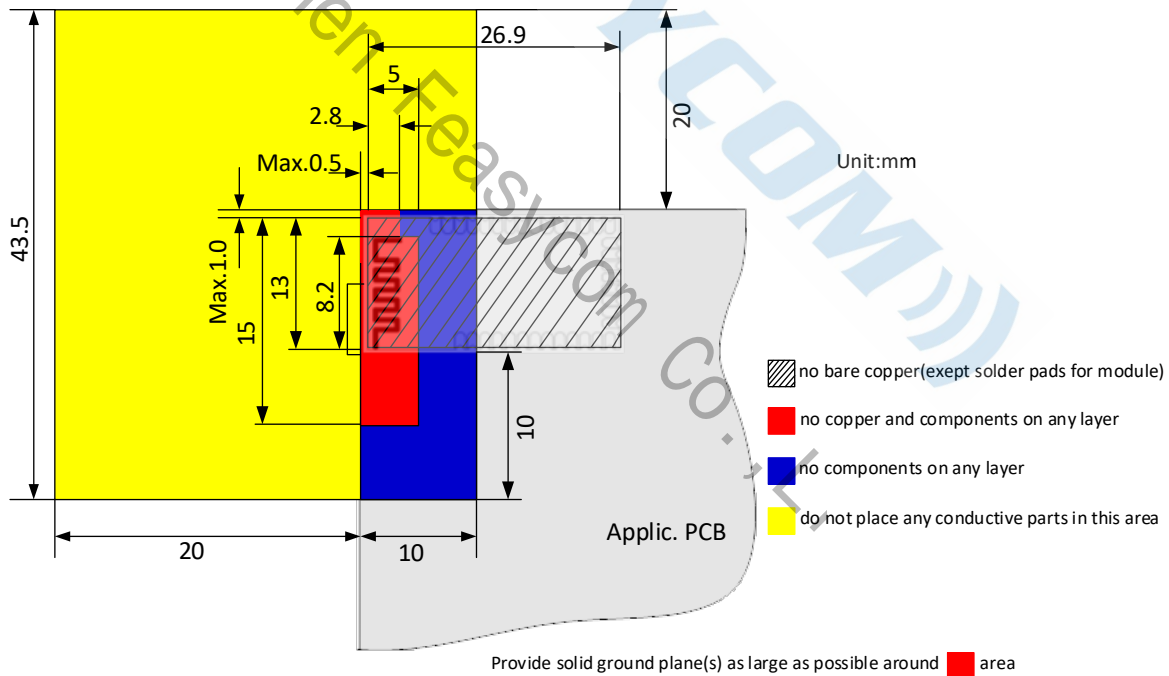 26.9
5
2.8
Max.0.5
20
Unit:mm
43.5
Max.1.0
15
13
8.2
10
no bare copper(exept solder pads for module)
no copper and components on any layer
no components on any layer
do not place any conductive parts in this area
20
10
Applic. PCB
Provide solid ground plane(s) as large as possible around area
Feasycom Co.,
YCOM